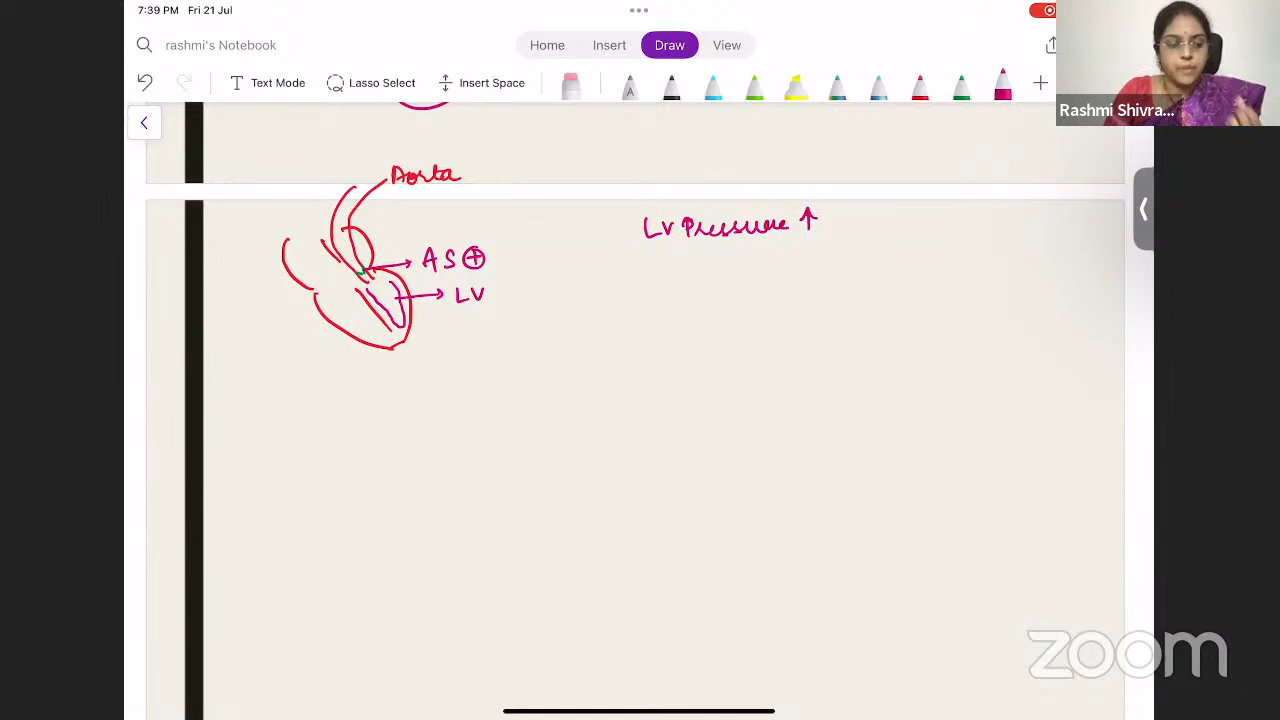 7:39 PM Fri 21 Jul
rashmi's Notebook
Home Insert Draw View
Text Mode Lasso Select Insert Space
A
Rashmi Shivra...
Aorta
LV Pressure ↑
→ A S ⊕
→ LV
zoom